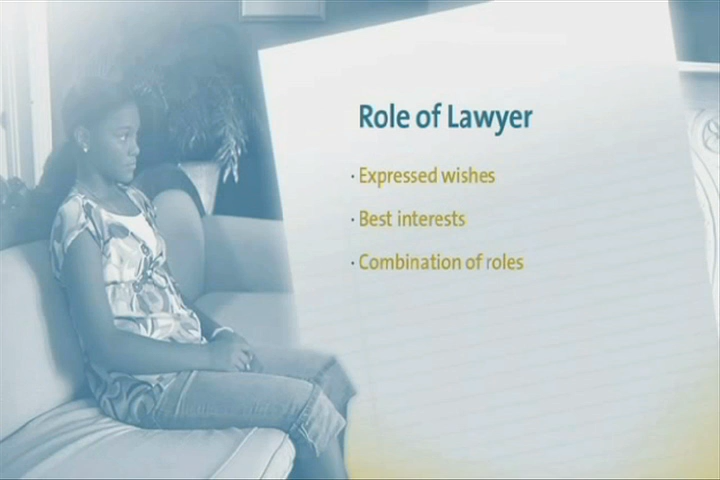 Role of Lawyer
· Expressed wishes
· Best interests
· Combination of roles